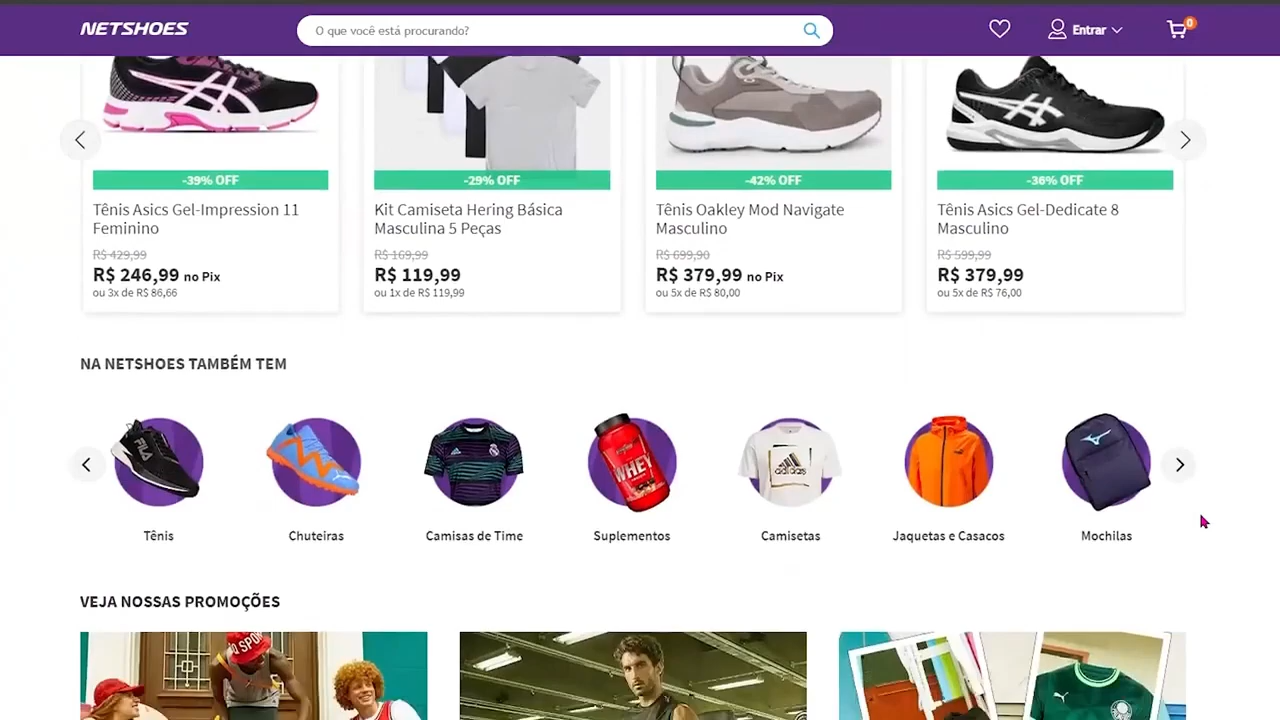 NETSHOES
O que você está procurando?
Entrar
0
-39% OFF
-29% OFF
-42% OFF
-36% OFF
Tênis Asics Gel-Impression 11
Feminino
Kit Camiseta Hering Básica
Masculina 5 Peças
Tênis Oakley Mod Navigate
Masculino
Tênis Asics Gel-Dedicate 8
Masculino
R$ 429,99
R$ 169,99
R$ 699,90
R$ 599,99
R$ 246,99 no Pix
R$ 119,99
R$ 379,99 no Pix
R$ 379,99
ou 3x de R$ 86,66
ou 1x de R$ 119,99
ou 5x de R$ 80,00
ou 5x de R$ 76,00
NA NETSHOES TAMBÉM TEM
FILA
WHEY
adidas
Tênis
Chuteiras
Camisas de Time
Suplementos
Camisetas
Jaquetas e Casacos
Mochilas
VEJA NOSSAS PROMOÇÕES